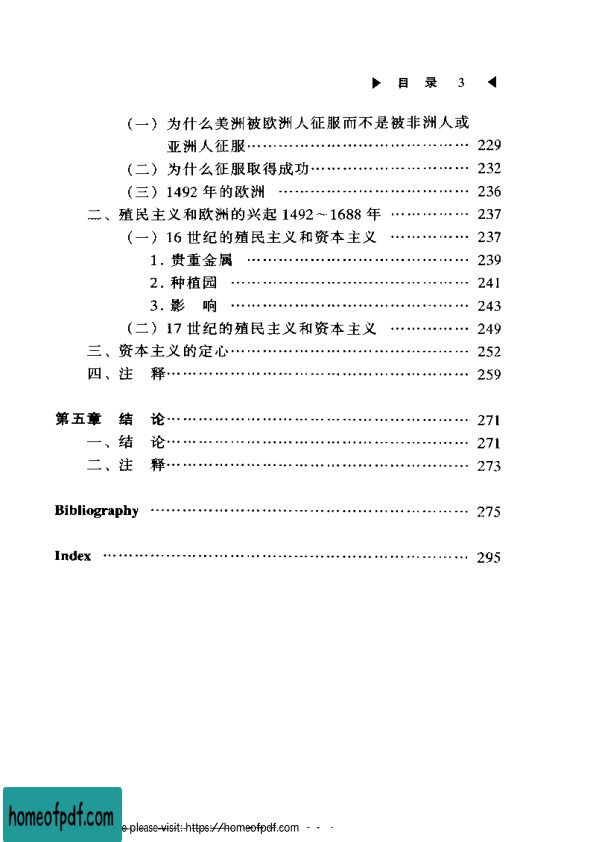 ▶ 目 录 3 ◀
(一) 为什么美洲被欧洲人征服而不是被非洲人或
亚洲人征服…………………………………… 229
(二) 为什么征服取得成功………………………… 232
(三) 1492 年的欧洲 ……………………………… 236
二、殖民主义和欧洲的兴起 1492～1688 年 …………… 237
(一) 16 世纪的殖民主义和资本主义 …………… 237
1. 贵重金属 …………………………………… 239
2. 种植园 ……………………………………… 241
3. 影 响 ……………………………………… 243
(二) 17 世纪的殖民主义和资本主义 …………… 249
三、资本主义的定心……………………………………… 252
四、注 释………………………………………………… 259
第五章 结 论………………………………………………… 271
一、结 论………………………………………………… 271
二、注 释………………………………………………… 273
Bibliography …………………………………………………… 275
Index …………………………………………………………… 295
homeofpdf.com
e please visit: https://homeofpdf.com - - -